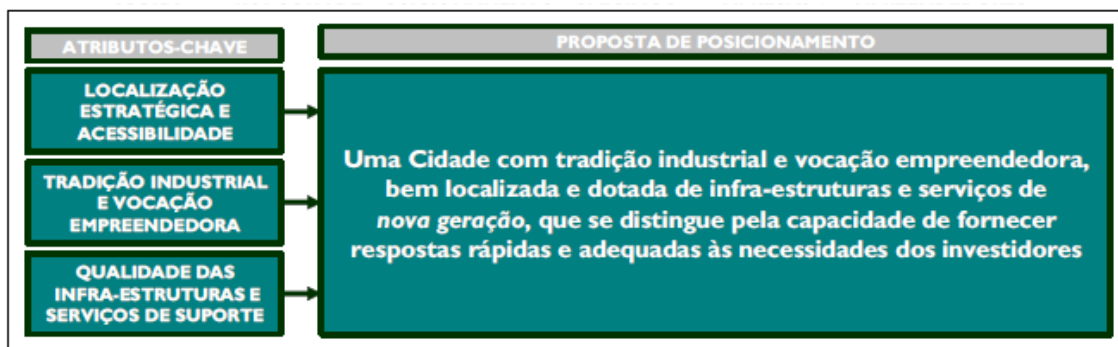 ATRIBUTOS-CHAVE
PROPOSTA DE POSICIONAMENTO
LOCALIZAÇÃO
ESTRATÉGICA E
ACESSIBILIDADE
TRADIÇÃO INDUSTRIAL
E VOCAÇÃO
EMPREENDEDORA
QUALIDADE DAS
INFRA-ESTRUTURAS E
SERVIÇOS DE SUPORTE
Uma Cidade com tradição industrial e vocação empreendedora,
bem localizada e dotada de infra-estruturas e serviços de
nova geração, que se distingue pela capacidade de fornecer
respostas rápidas e adequadas às necessidades dos investidores